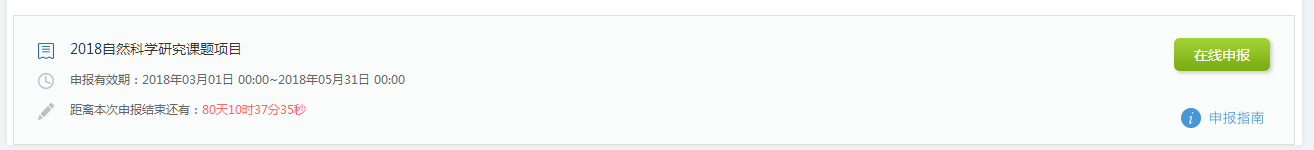 2018自然科学研究课题项目
在线申报
申报有效期：2018年03月01日 00:00~2018年05月31日 00:00
距离本次申报结束还有：80天10时37分35秒
申报指南